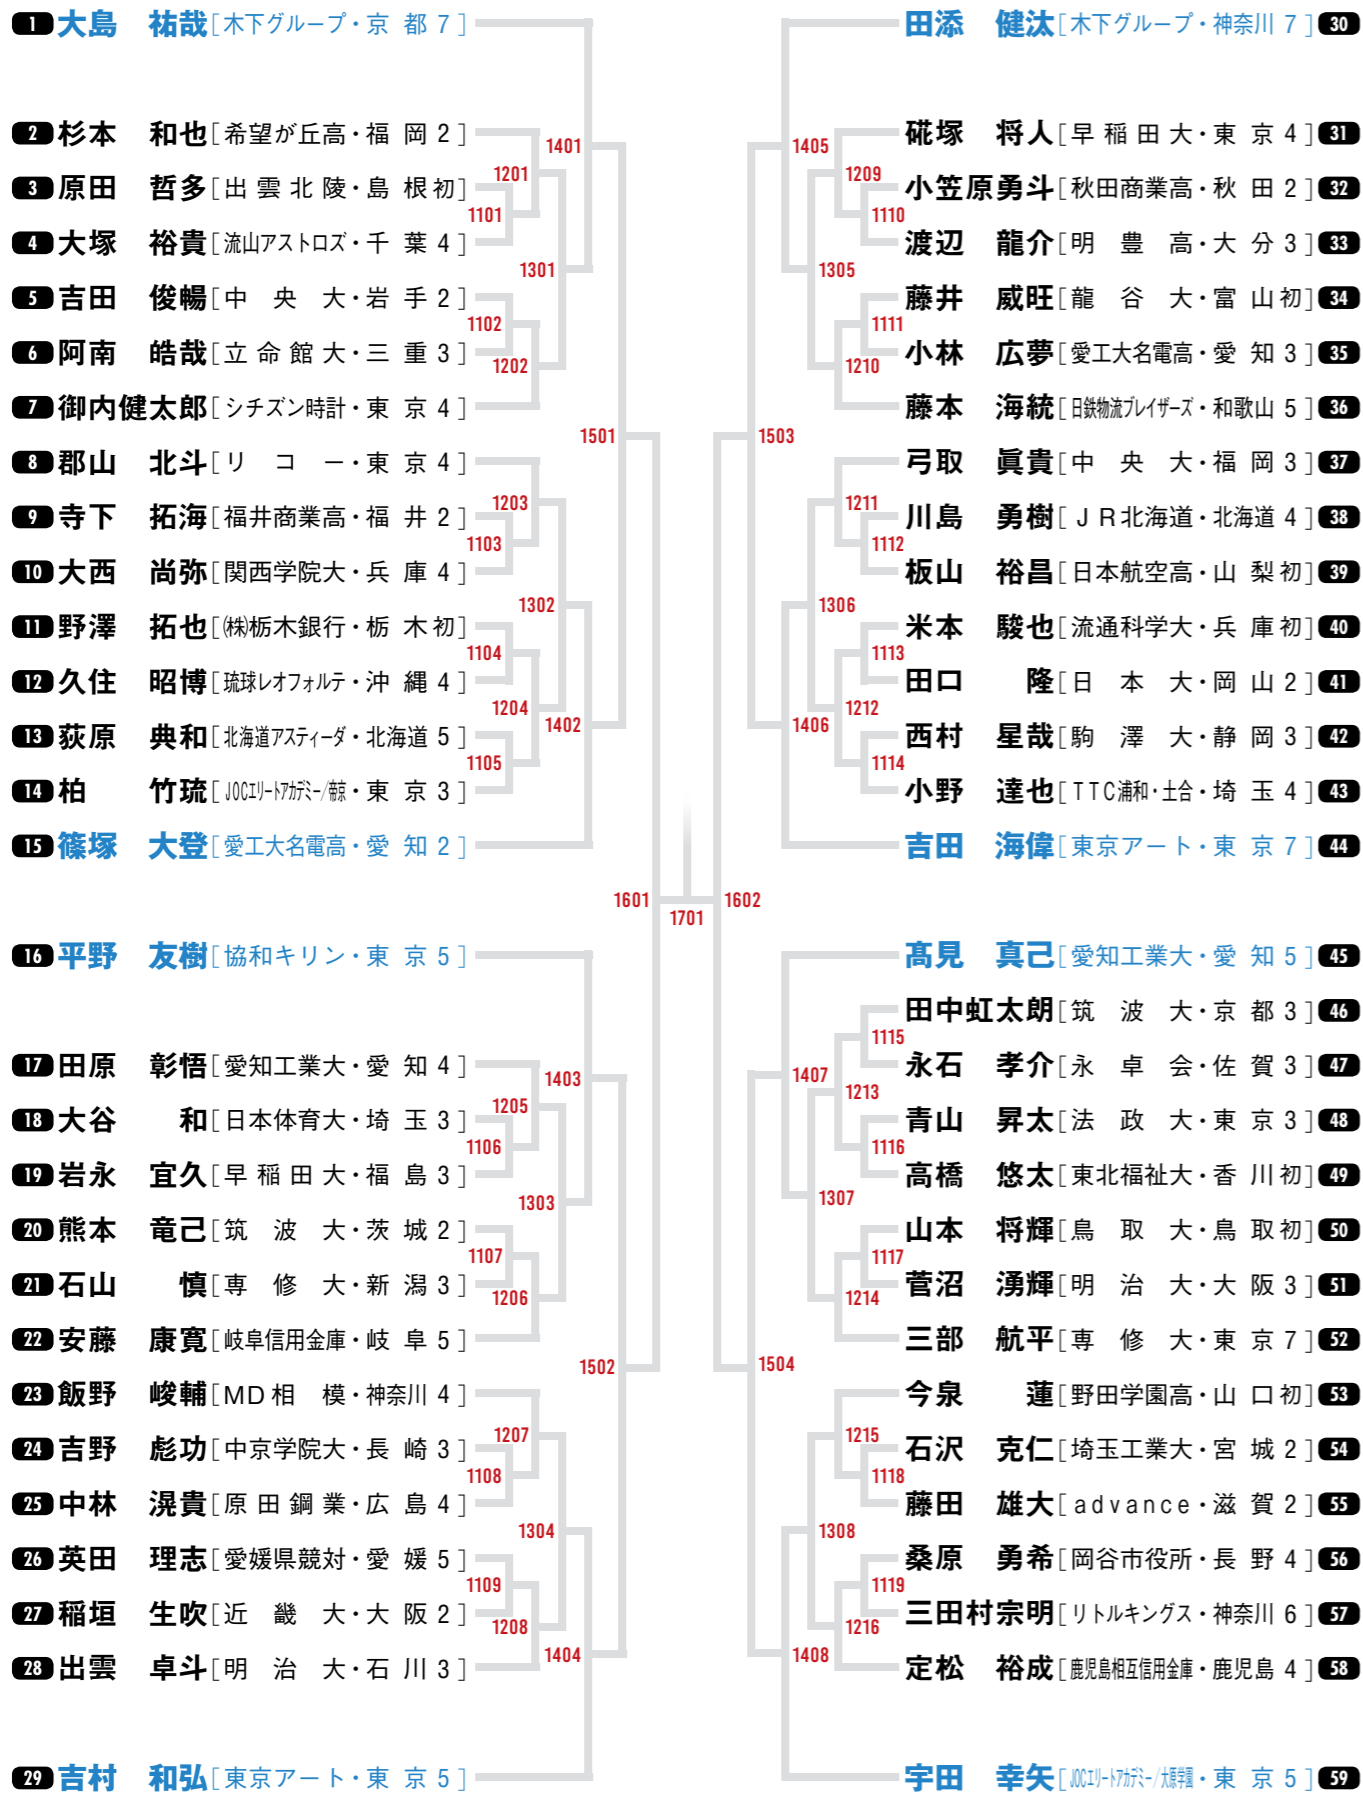 1 大島 祐哉 [木下グループ・京 都 7]
2 杉本 和也 [希望が丘高・福 岡 2]
3 原田 哲多 [出雲北陵・島 根 初]
4 大塚 裕貴 [流山アストロズ・千 葉 4]
5 吉田 俊暢 [中央大・岩 手 2]
6 阿南 皓哉 [立命館大・三 重 3]
7 御内健太郎 [シチズン時計・東 京 4]
8 郡山 北斗 [リコー・東 京 4]
9 寺下 拓海 [福井商業高・福 井 2]
10 大西 尚弥 [関西学院大・兵 庫 4]
11 野澤 拓也 [㈱栃木銀行・栃 木 初]
12 久住 昭博 [琉球レオフォルテ・沖 縄 4]
13 荻原 典和 [北海道アスティーダ・北海道 5]
14 柏 竹琉 [JOCエリートアカデミー/帝京・東 京 3]
15 篠塚 大登 [愛工大名電高・愛 知 2]
16 平野 友樹 [協和キリン・東 京 5]
17 田原 彰悟 [愛知工業大・愛 知 4]
18 大谷 和 [日本体育大・埼 玉 3]
19 岩永 宜久 [早稲田大・福 島 3]
20 熊本 竜己 [筑波大・茨 城 2]
21 石山 慎 [専修大・新 潟 3]
22 安藤 康寛 [岐阜信用金庫・岐 阜 5]
23 飯野 峻輔 [MD相模・神奈川 4]
24 吉野 彪功 [中京学院大・長 崎 3]
25 中林 滉貴 [原田鋼業・広 島 4]
26 英田 理志 [愛媛県競対・愛 媛 5]
27 稲垣 生吹 [近畿大・大 阪 2]
28 出雲 卓斗 [明治大・石 川 3]
29 吉村 和弘 [東京アート・東 京 5]
1101
1102
1103
1104
1105
1106
1107
1108
1109
1201
1202
1203
1204
1205
1206
1207
1208
1301
1302
1303
1304
1401
1402
1403
1404
1501
1502
1601
1701
1602
1503
1504
1405
1406
1407
1408
1305
1306
1307
1308
1209
1210
1211
1212
1213
1214
1215
1216
1110
1111
1112
1113
1114
1115
1116
1117
1118
1119
田添 健汰 [木下グループ・神奈川 7] 30
硴塚 将人 [早稲田大・東 京 4] 31
小笠原勇斗 [秋田商業高・秋 田 2] 32
渡辺 龍介 [明豊高・大 分 3] 33
藤井 威旺 [龍谷大・富 山 初] 34
小林 広夢 [愛工大名電高・愛 知 3] 35
藤本 海統 [日鉄物流ブレイザーズ・和歌山 5] 36
弓取 眞貴 [中央大・福 岡 3] 37
川島 勇樹 [JR北海道・北海道 4] 38
板山 裕昌 [日本航空高・山 梨 初] 39
米本 駿也 [流通科学大・兵 庫 初] 40
田口 隆 [日本大・岡 山 2] 41
西村 星哉 [駒澤大・静 岡 3] 42
小野 達也 [TTC浦和・土合・埼 玉 4] 43
吉田 海偉 [東京アート・東 京 7] 44
髙見 真己 [愛知工業大・愛 知 5] 45
田中虹太朗 [筑波大・京 都 3] 46
永石 孝介 [永卓会・佐 賀 3] 47
青山 昇太 [法政大・東 京 3] 48
高橋 悠太 [東北福祉大・香 川 初] 49
山本 将輝 [鳥取大・鳥 取 初] 50
菅沼 湧輝 [明治大・大 阪 3] 51
三部 航平 [専修大・東 京 7] 52
今泉 蓮 [野田学園高・山 口 初] 53
石沢 克仁 [埼玉工業大・宮 城 2] 54
藤田 雄大 [advance・滋 賀 2] 55
桑原 勇希 [岡谷市役所・長 野 4] 56
三田村宗明 [リトルキングス・神奈川 6] 57
定松 裕成 [鹿児島相互信用金庫・鹿児島 4] 58
宇田 幸矢 [JOCエリートアカデミー/大原学園・東 京 5] 59